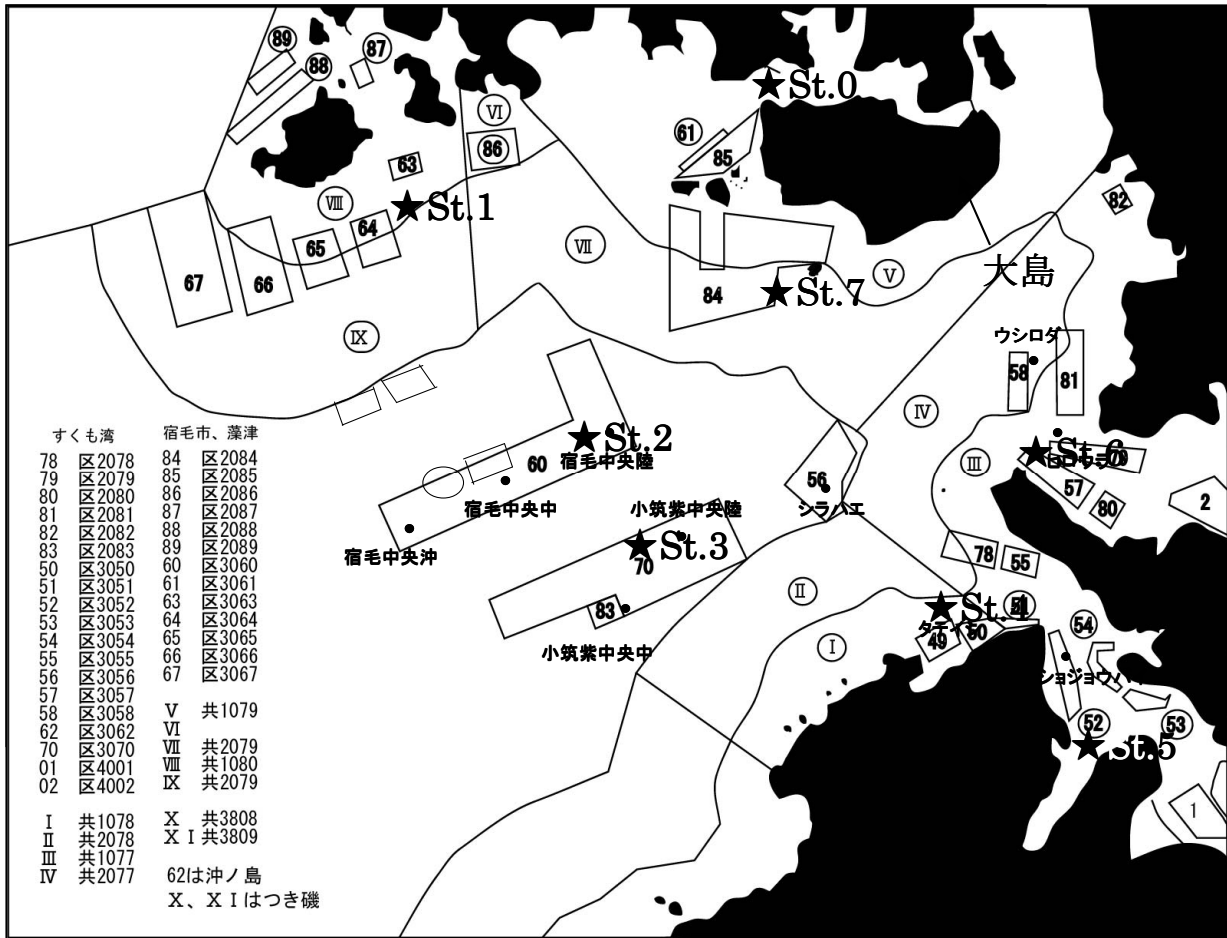 89
88
87
St.0
Ⅵ
86
61
85
63
82
Ⅷ
St.1
64
65
66
67
Ⅶ
Ⅴ
大島
84
St.7
Ⅸ
ウシロダ
58
81
Ⅳ
St.2
宿毛中央陸
60
宿毛中央中
宿毛中央沖
Ⅲ
St.6
57
80
2
56
シラハエ
小筑紫中央陸
St.3
70
83
小筑紫中央中
78
55
Ⅱ
Ⅰ
49
50
54
ショジョウハ
52
53
St.5
1
すくも湾
78 区2078
79 区2079
80 区2080
81 区2081
82 区2082
83 区2083
50 区3050
51 区3051
52 区3052
53 区3053
54 区3054
55 区3055
56 区3056
57 区3057
58 区3058
62 区3062
70 区3070
01 区4001
02 区4002
Ⅰ 共1078
Ⅱ 共2078
Ⅲ 共1077
Ⅳ 共2077
宿毛市、藻津
84 区2084
85 区2085
86 区2086
87 区2087
88 区2088
89 区2089
60 区3060
61 区3061
63 区3063
64 区3064
65 区3065
66 区3066
67 区3067
Ⅴ 共1079
Ⅵ
Ⅶ 共2079
Ⅷ 共1080
Ⅸ 共2079
Ⅹ 共3808
ⅩⅠ共3809
62は沖ノ島
Ⅹ、ⅩⅠはつき磯